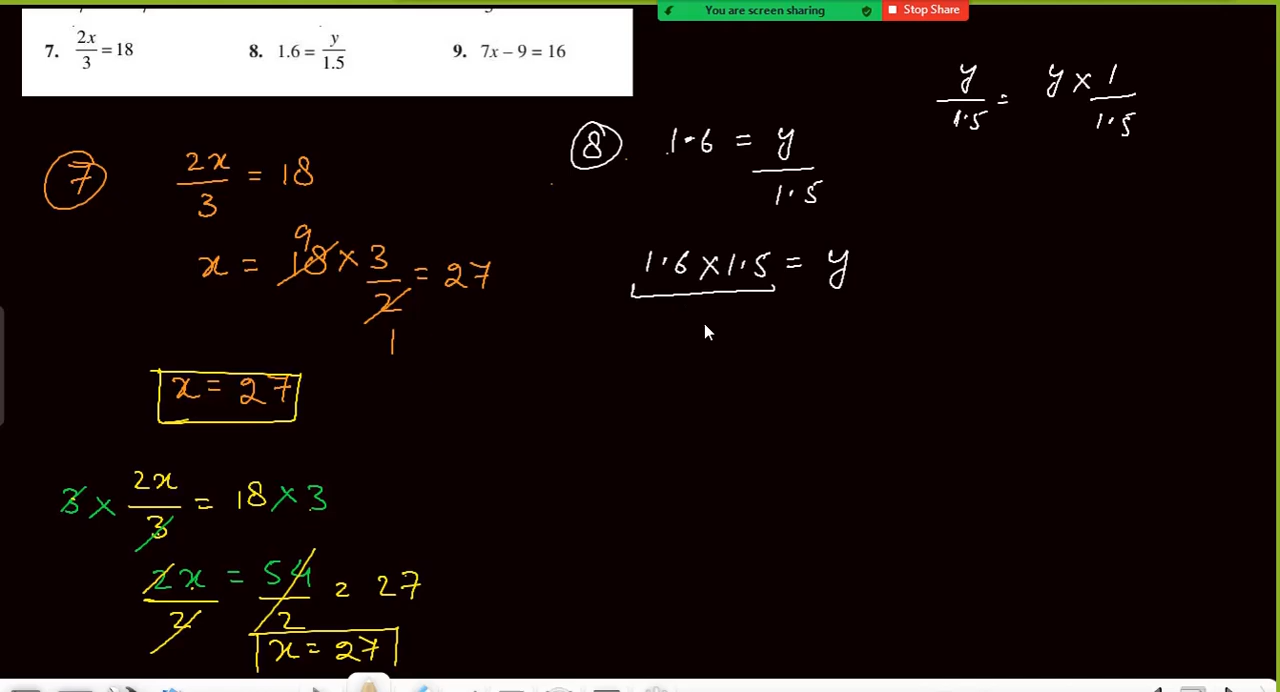 You are screen sharing Stop Share
7. 2x/3 = 18 8. 1.6 = y/1.5 9. 7x – 9 = 16
y/1.5 = y × 1/1.5
7 2x/3 = 18
x = 18 9 × 3/2 1 = 27
x = 27
3 × 2x/3 = 18 × 3
2x/2 = 54/2 = 27
x = 27
8 1.6 = y/1.5
1.6 × 1.5 = y